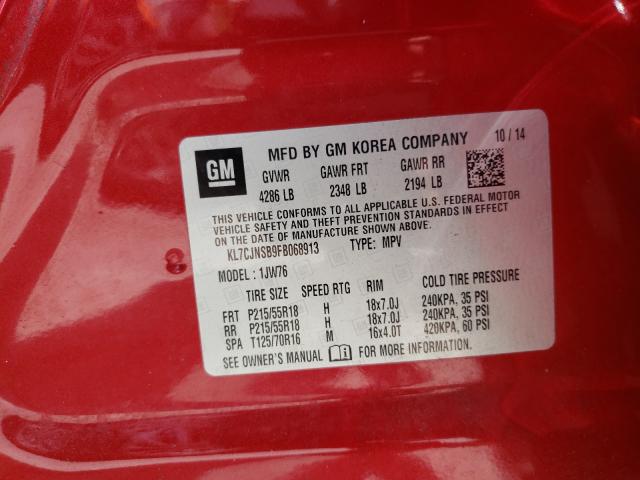 GM
MFD BY GM KOREA COMPANY 10 / 14
GVWR GAWR FRT GAWR RR
4286 LB 2348 LB 2194 LB
THIS VEHICLE CONFORMS TO ALL APPLICABLE U.S. FEDERAL MOTOR
VEHICLE SAFETY AND THEFT PREVENTION STANDARDS IN EFFECT
ON THE DATE OF MANUFACTURE SHOWN ABOVE.
KL7CJNSB9FB068913 TYPE: MPV
MODEL : 1JW76
TIRE SIZE SPEED RTG RIM COLD TIRE PRESSURE
FRT P215/55R18 H 18x7.0J 240KPA, 35 PSI
RR P215/55R18 H 18x7.0J 240KPA, 35 PSI
SPA T125/70R16 M 16x4.0T 420KPA, 60 PSI
SEE OWNER'S MANUAL FOR MORE INFORMATION.